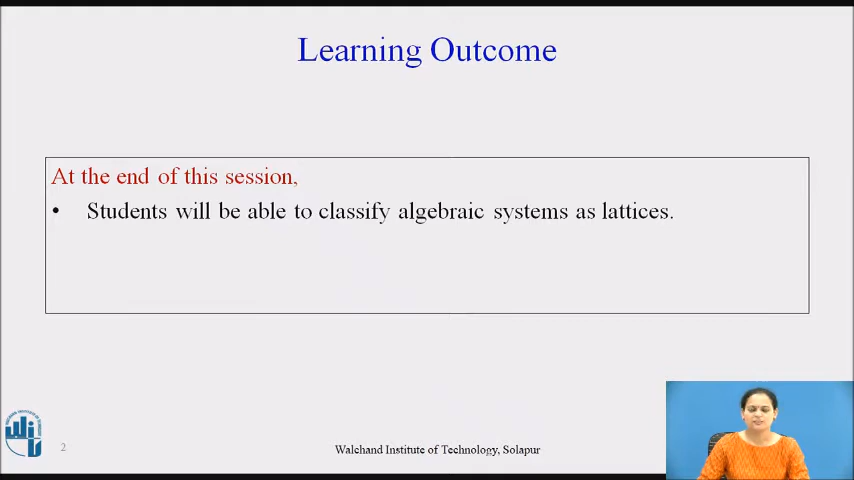 Learning Outcome
At the end of this session,
• Students will be able to classify algebraic systems as lattices.
2
Walchand Institute of Technology, Solapur